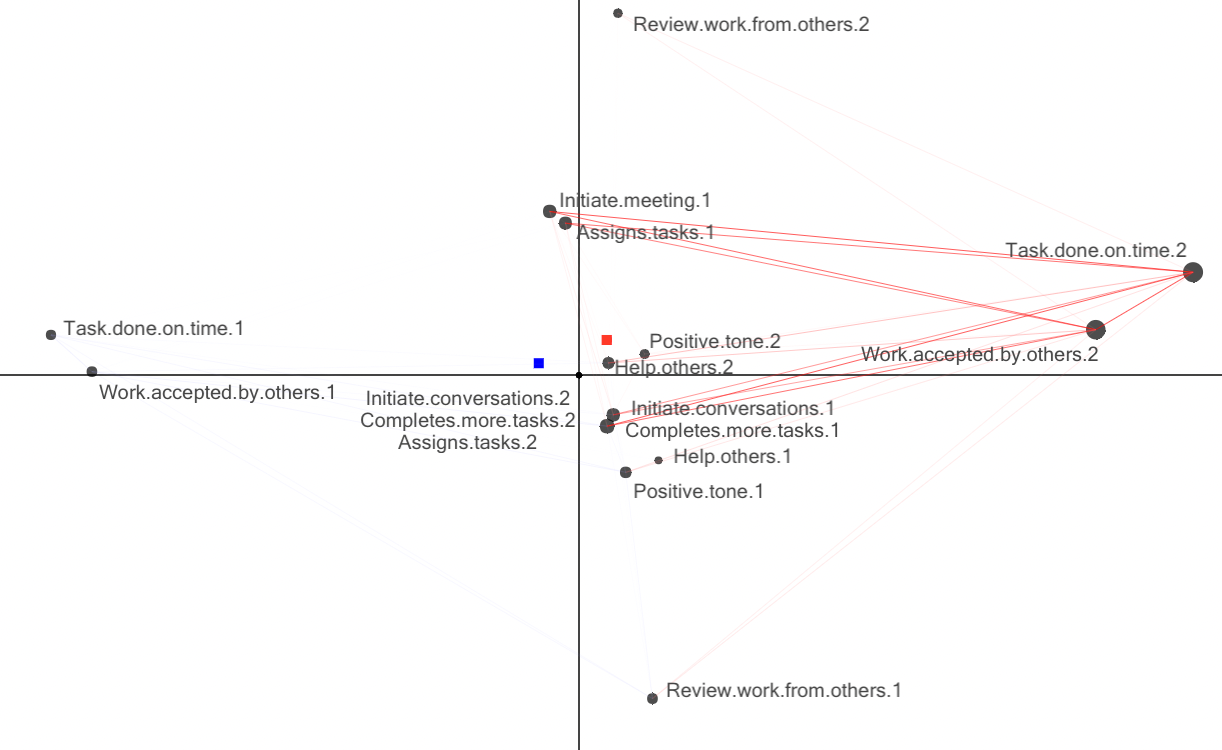 Review.work.from.others.2
Initiate.meeting.1
Assigns.tasks.1
Task.done.on.time.2
Task.done.on.time.1
Positive.tone.2
Work.accepted.by.others.2
Help.others.2
Work.accepted.by.others.1
Initiate.conversations.2
Initiate.conversations.1
Completes.more.tasks.2
Completes.more.tasks.1
Assigns.tasks.2
Help.others.1
Positive.tone.1
Review.work.from.others.1